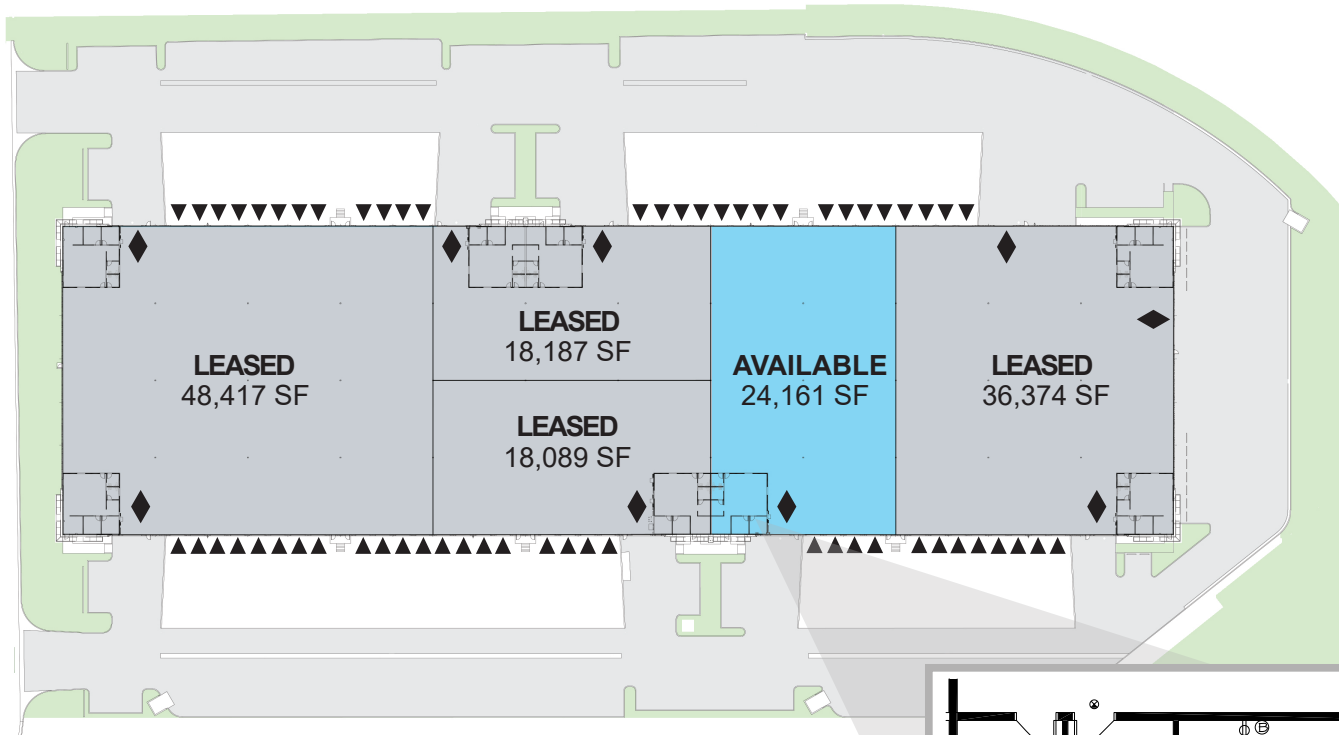 LEASED
48,417 SF
LEASED
18,187 SF
LEASED
18,089 SF
AVAILABLE
24,161 SF
LEASED
36,374 SF